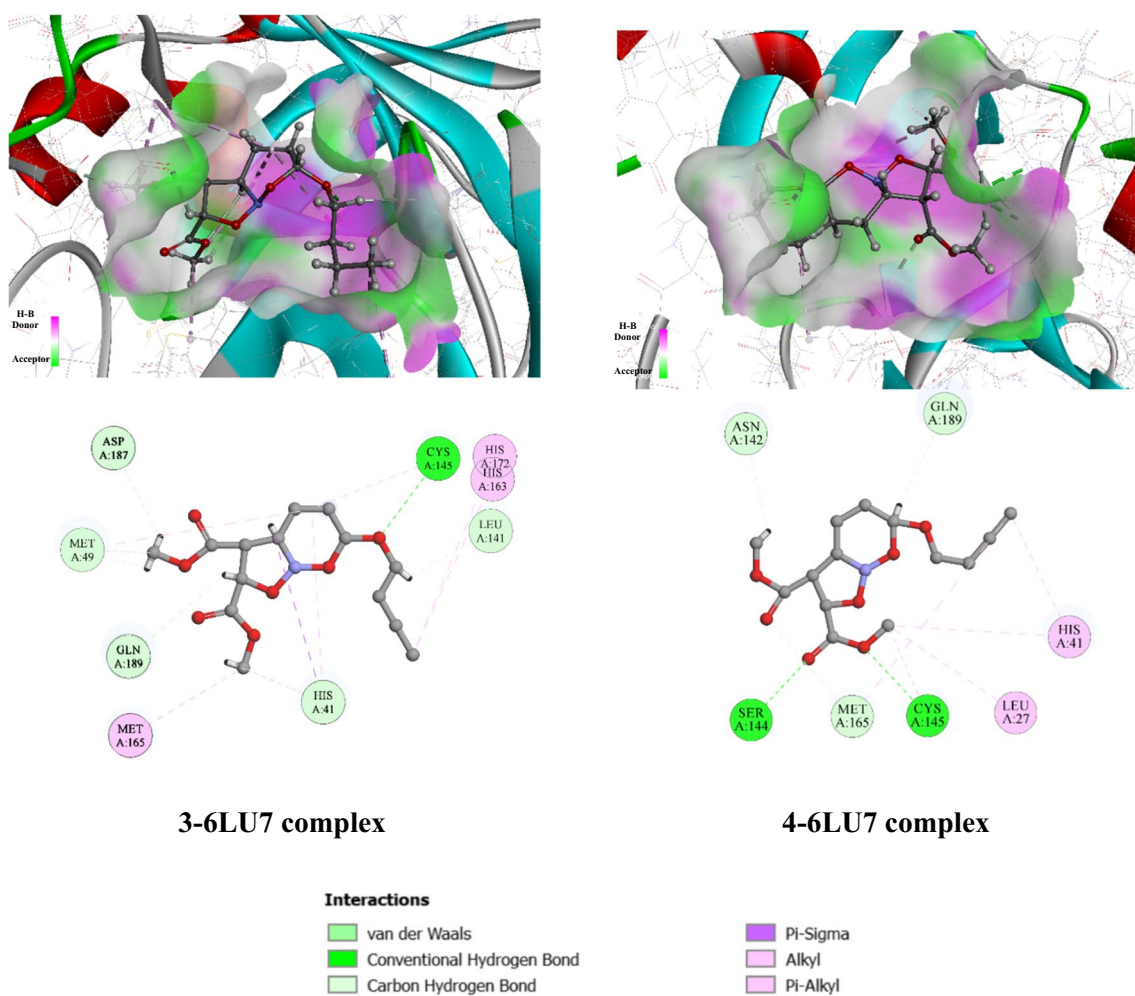 H-B
Donor
Acceptor
H-B
Donor
Acceptor
ASP
A:187
CYS
A:145
HIS
A:172
HIS
A:163
MET
A:49
LEU
A:141
GLN
A:189
HIS
A:41
MET
A:165
ASN
A:142
GLN
A:189
HIS
A:41
SER
A:144
MET
A:165
CYS
A:145
LEU
A:27
3-6LU7 complex
4-6LU7 complex
Interactions
van der Waals
Conventional Hydrogen Bond
Carbon Hydrogen Bond
Pi-Sigma
Alkyl
Pi-Alkyl